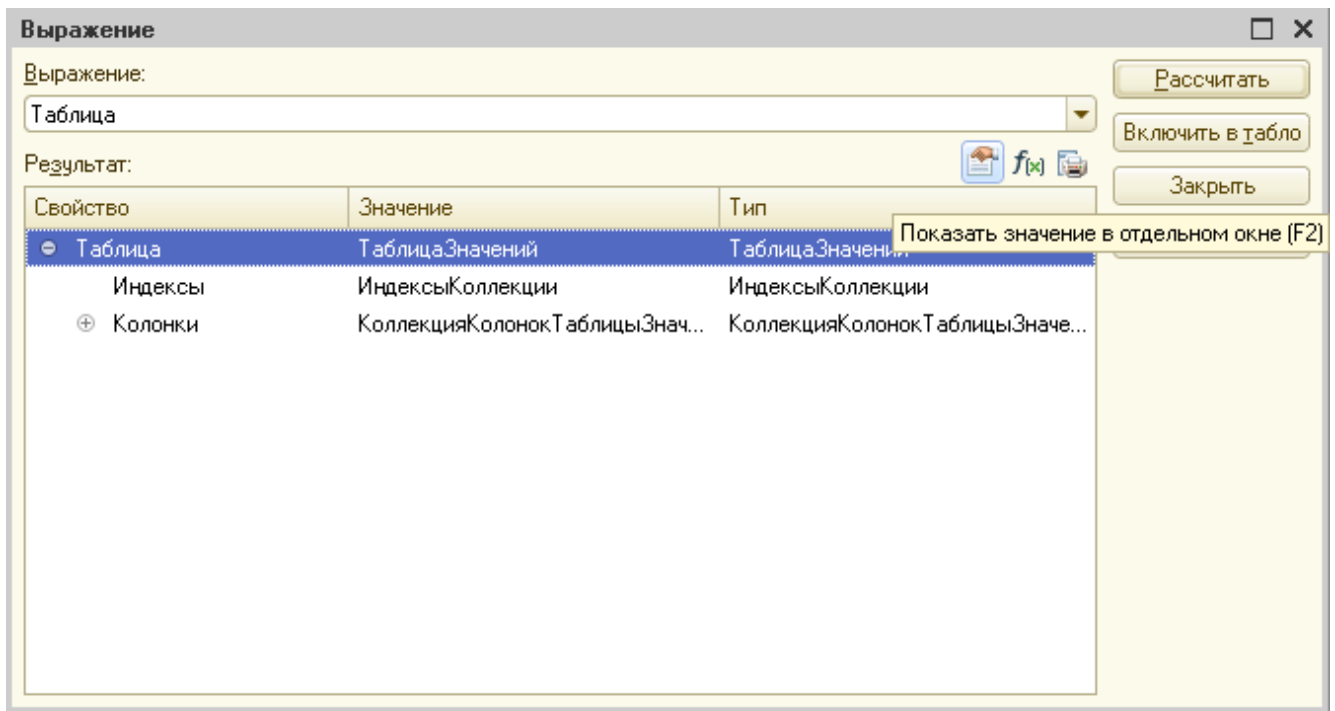 Выражение
Выражение:
Таблица
Рассчитать
Включить в табло
Результат:
f(x)
Закрыть
Свойство Значение Тип
Показать значение в отдельном окне (F2)
Таблица ТаблицаЗначений ТаблицаЗначений
Индексы ИндексыКоллекции ИндексыКоллекции
Колонки КоллекцияКолонокТаблицыЗнач... КоллекцияКолонокТаблицыЗначе...